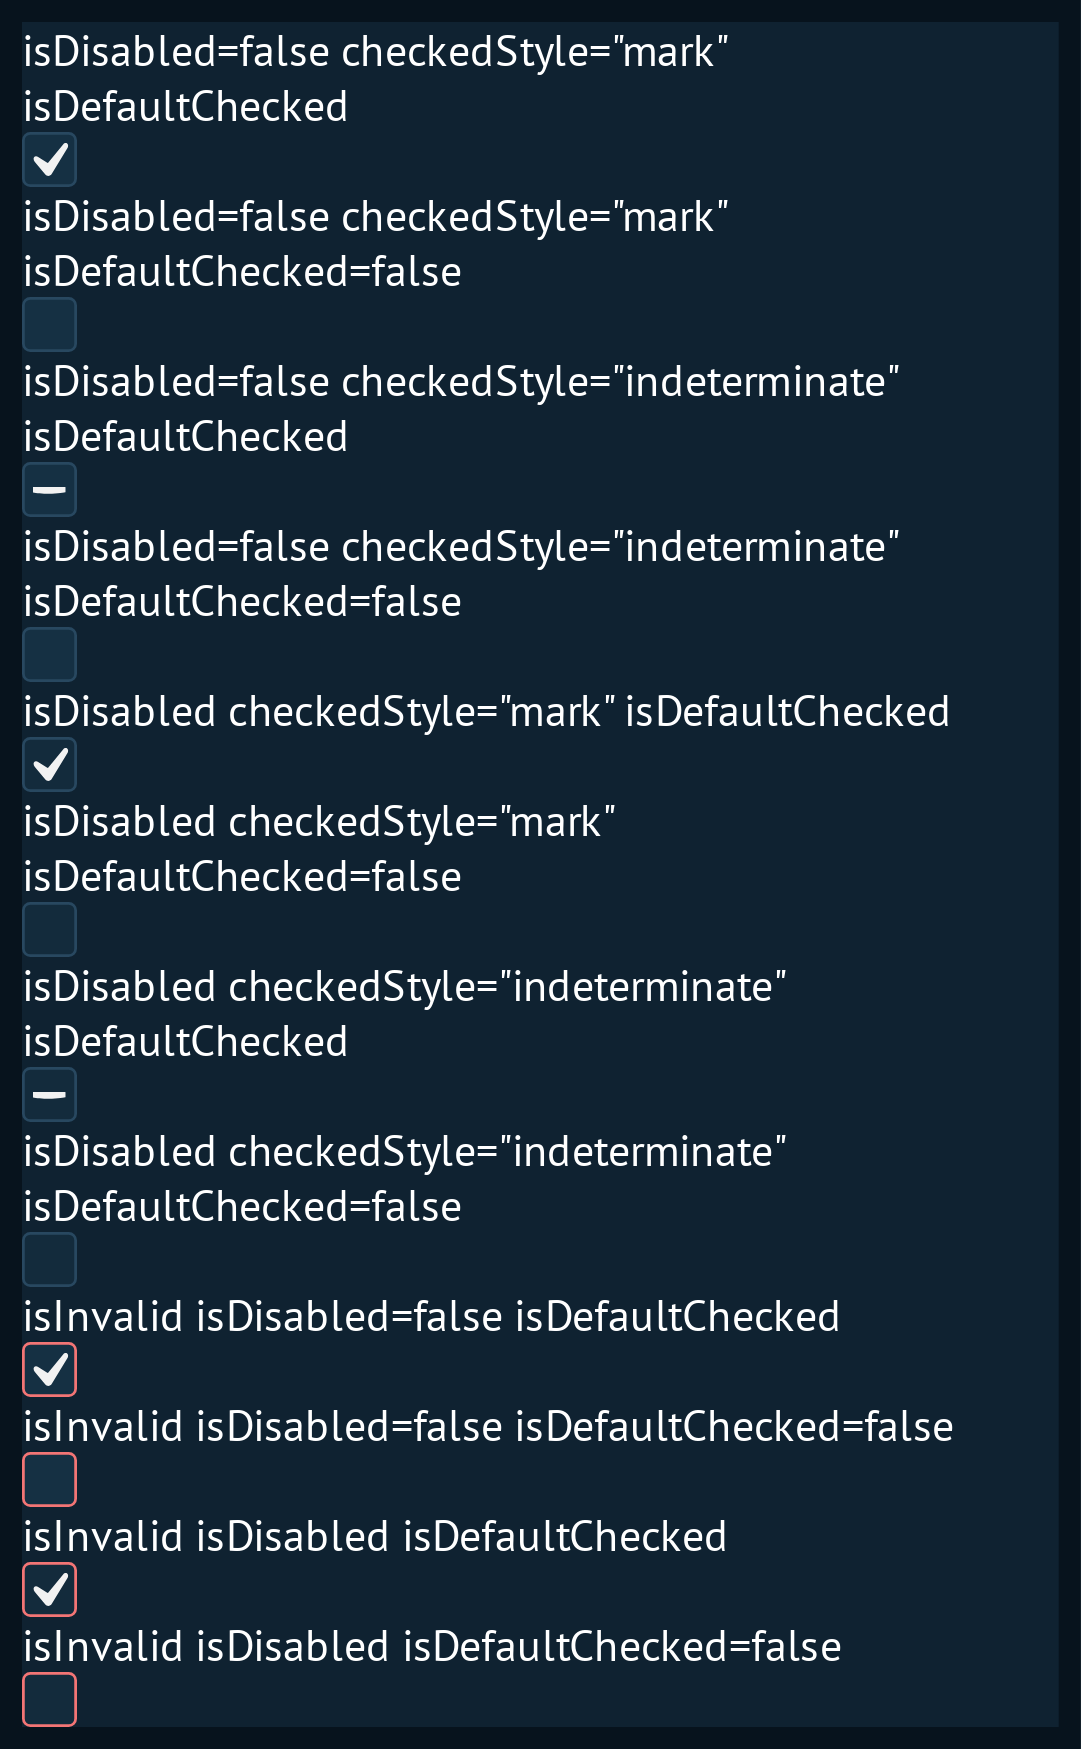 isDisabled=false checkedStyle="mark"
isDefaultChecked
isDisabled=false checkedStyle="mark"
isDefaultChecked=false
isDisabled=false checkedStyle="indeterminate"
isDefaultChecked
isDisabled=false checkedStyle="indeterminate"
isDefaultChecked=false
isDisabled checkedStyle="mark" isDefaultChecked
isDisabled checkedStyle="mark"
isDefaultChecked=false
isDisabled checkedStyle="indeterminate"
isDefaultChecked
isDisabled checkedStyle="indeterminate"
isDefaultChecked=false
isInvalid isDisabled=false isDefaultChecked
isInvalid isDisabled=false isDefaultChecked=false
isInvalid isDisabled isDefaultChecked
isInvalid isDisabled isDefaultChecked=false